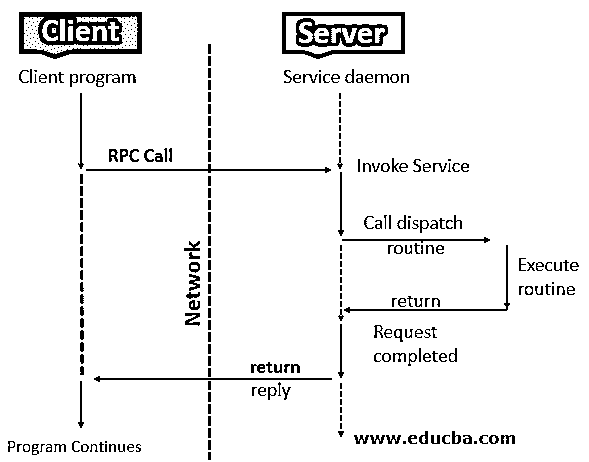 Client
Server
Client program
Service daemon
RPC Call
Invoke Service
Call dispatch
routine
Network
Execute
routine
return
Request
completed
return
reply
Program Continues
www.educba.com